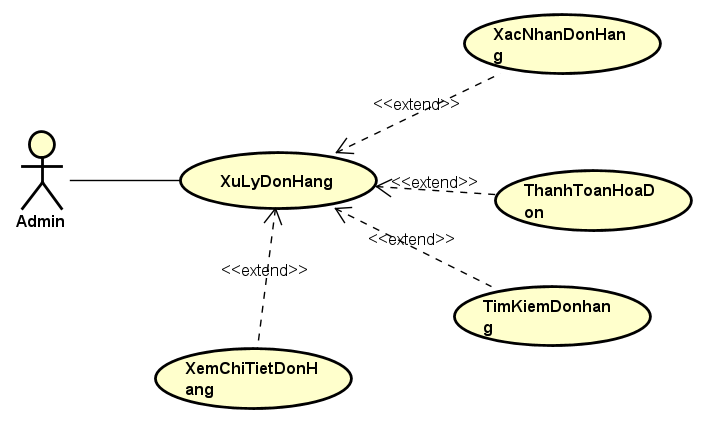 XacNhanDonHan
g
<<extend>>
XuLyDonHang
<<extend>>
ThanhToanHoaD
on
Admin
<<extend>>
<<extend>>
TimKiemDonhan
g
XemChiTietDonH
ang